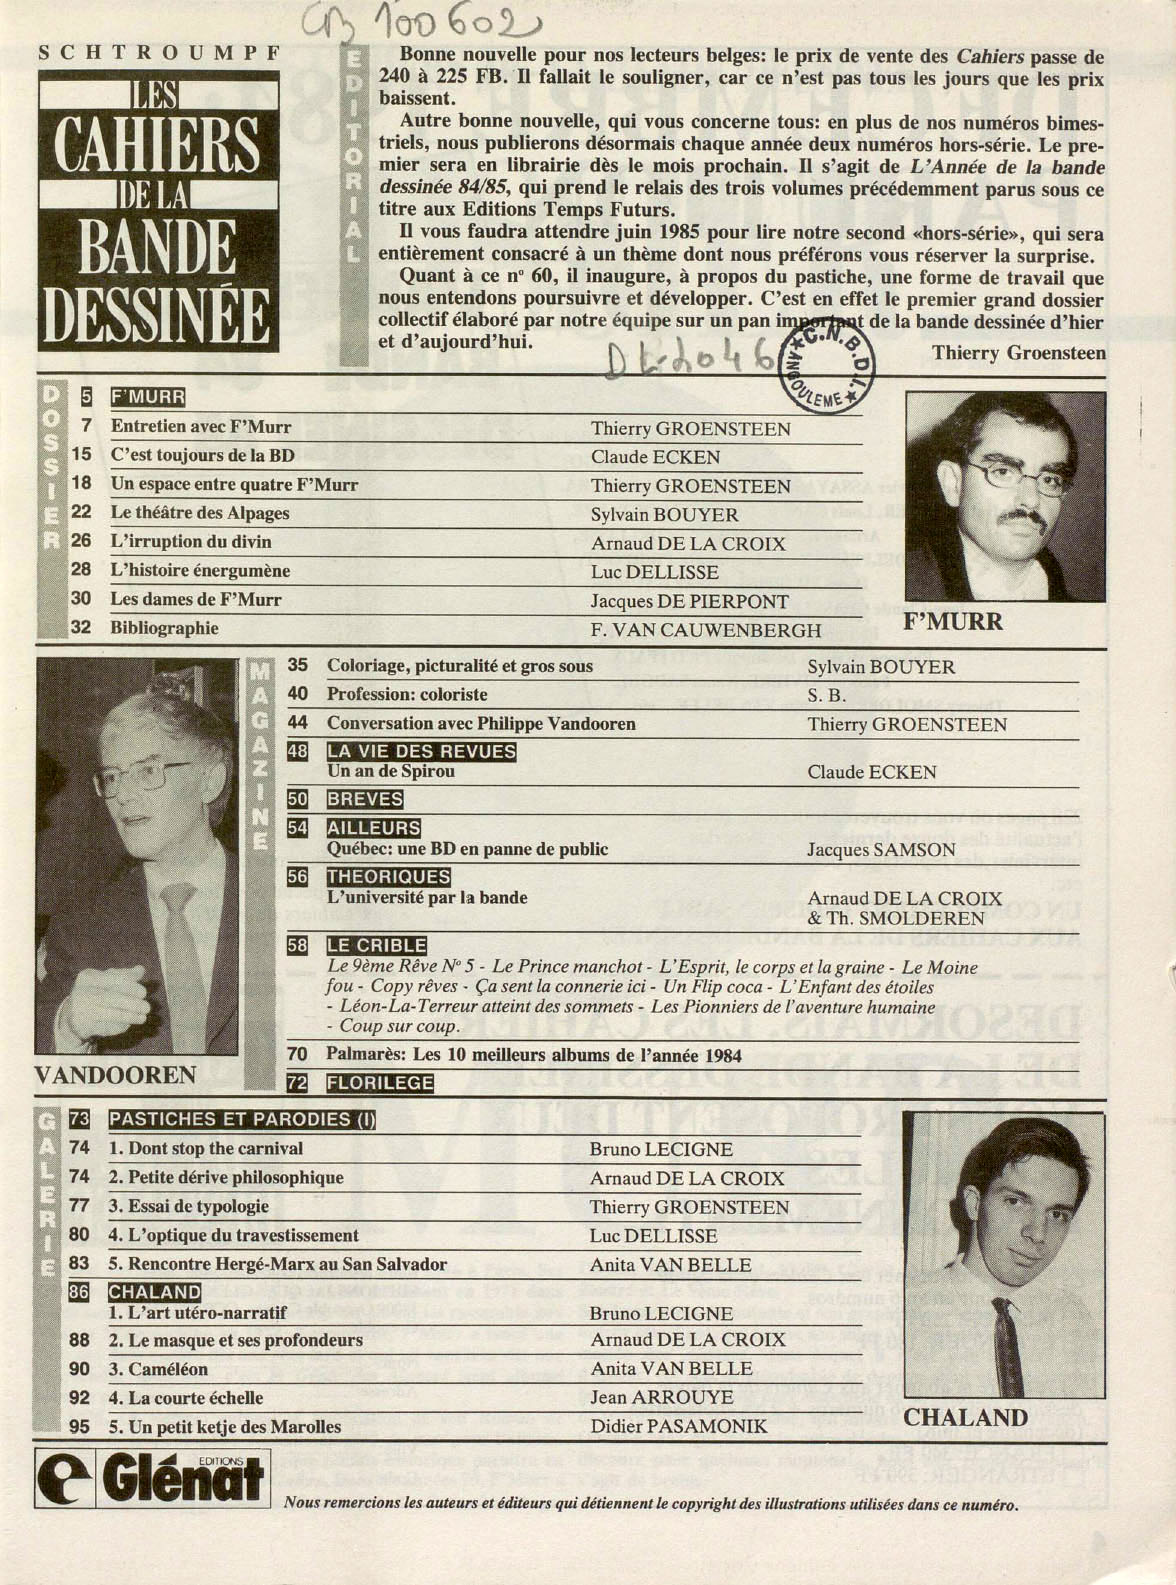 CB 100602
SCHTROUMPF
LES
CAHIERS
DE LA
BANDE
DESSINÉE
EDITORIAL
Bonne nouvelle pour nos lecteurs belges: le prix de vente des Cahiers passe de
240 à 225 FB. Il fallait le souligner, car ce n'est pas tous les jours que les prix
baissent.
Autre bonne nouvelle, qui vous concerne tous: en plus de nos numéros bimes-
triels, nous publierons désormais chaque année deux numéros hors-série. Le pre-
mier sera en librairie dès le mois prochain. Il s'agit de L'Année de la bande
dessinée 84/85, qui prend le relais des trois volumes précédemment parus sous ce
titre aux Editions Temps Futurs.
Il vous faudra attendre juin 1985 pour lire notre second «hors-série», qui sera
entièrement consacré à un thème dont nous préférons vous réserver la surprise.
Quant à ce nº 60, il inaugure, à propos du pastiche, une forme de travail que
nous entendons poursuivre et développer. C'est en effet le premier grand dossier
collectif élaboré par notre équipe sur un pan important de la bande dessinée d'hier
et d'aujourd'hui.
Thierry Groensteen
DL-2046
C.N.B.D.I. ANGOULEME
DOSSIER
5 F'MURR
7 Entretien avec F'Murr Thierry GROENSTEEN
15 C'est toujours de la BD Claude ECKEN
18 Un espace entre quatre F'Murr Thierry GROENSTEEN
22 Le théâtre des Alpages Sylvain BOUYER
26 L'irruption du divin Arnaud DE LA CROIX
28 L'histoire énergumène Luc DELLISSE
30 Les dames de F'Murr Jacques DE PIERPONT
32 Bibliographie F. VAN CAUWENBERGH
F'MURR
MAGAZINE
35 Coloriage, picturalité et gros sous Sylvain BOUYER
40 Profession: coloriste S. B.
44 Conversation avec Philippe Vandooren Thierry GROENSTEEN
48 LA VIE DES REVUES
Un an de Spirou Claude ECKEN
50 BREVES
54 AILLEURS
Québec: une BD en panne de public Jacques SAMSON
56 THEORIQUES
L'université par la bande Arnaud DE LA CROIX
& Th. SMOLDEREN
58 LE CRIBLE
Le 9ème Rêve Nº 5 - Le Prince manchot - L'Esprit, le corps et la graine - Le Moine
fou - Copy rêves - Ça sent la connerie ici - Un Flip coca - L'Enfant des étoiles
- Léon-La-Terreur atteint des sommets - Les Pionniers de l'aventure humaine
- Coup sur coup.
70 Palmarès: Les 10 meilleurs albums de l'année 1984
72 FLORILEGE
VANDOOREN
GALERIE
73 PASTICHES ET PARODIES (I)
74 1. Dont stop the carnival Bruno LECIGNE
74 2. Petite dérive philosophique Arnaud DE LA CROIX
77 3. Essai de typologie Thierry GROENSTEEN
80 4. L'optique du travestissement Luc DELLISSE
83 5. Rencontre Hergé-Marx au San Salvador Anita VAN BELLE
86 CHALAND
1. L'art utéro-narratif Bruno LECIGNE
88 2. Le masque et ses profondeurs Arnaud DE LA CROIX
90 3. Caméléon Anita VAN BELLE
92 4. La courte échelle Jean ARROUYE
95 5. Un petit ketje des Marolles Didier PASAMONIK
CHALAND
EDITIONS
Glénat
Nous remercions les auteurs et éditeurs qui détiennent le copyright des illustrations utilisées dans ce numéro.